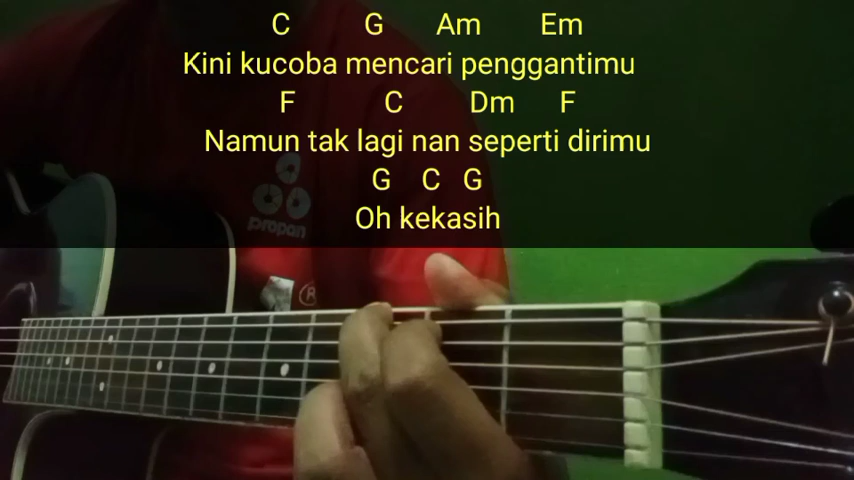 C G Am Em
Kini kucoba mencari penggantimu
F C Dm F
Namun tak lagi nan seperti dirimu
G C G
Oh kekasih
propan
®